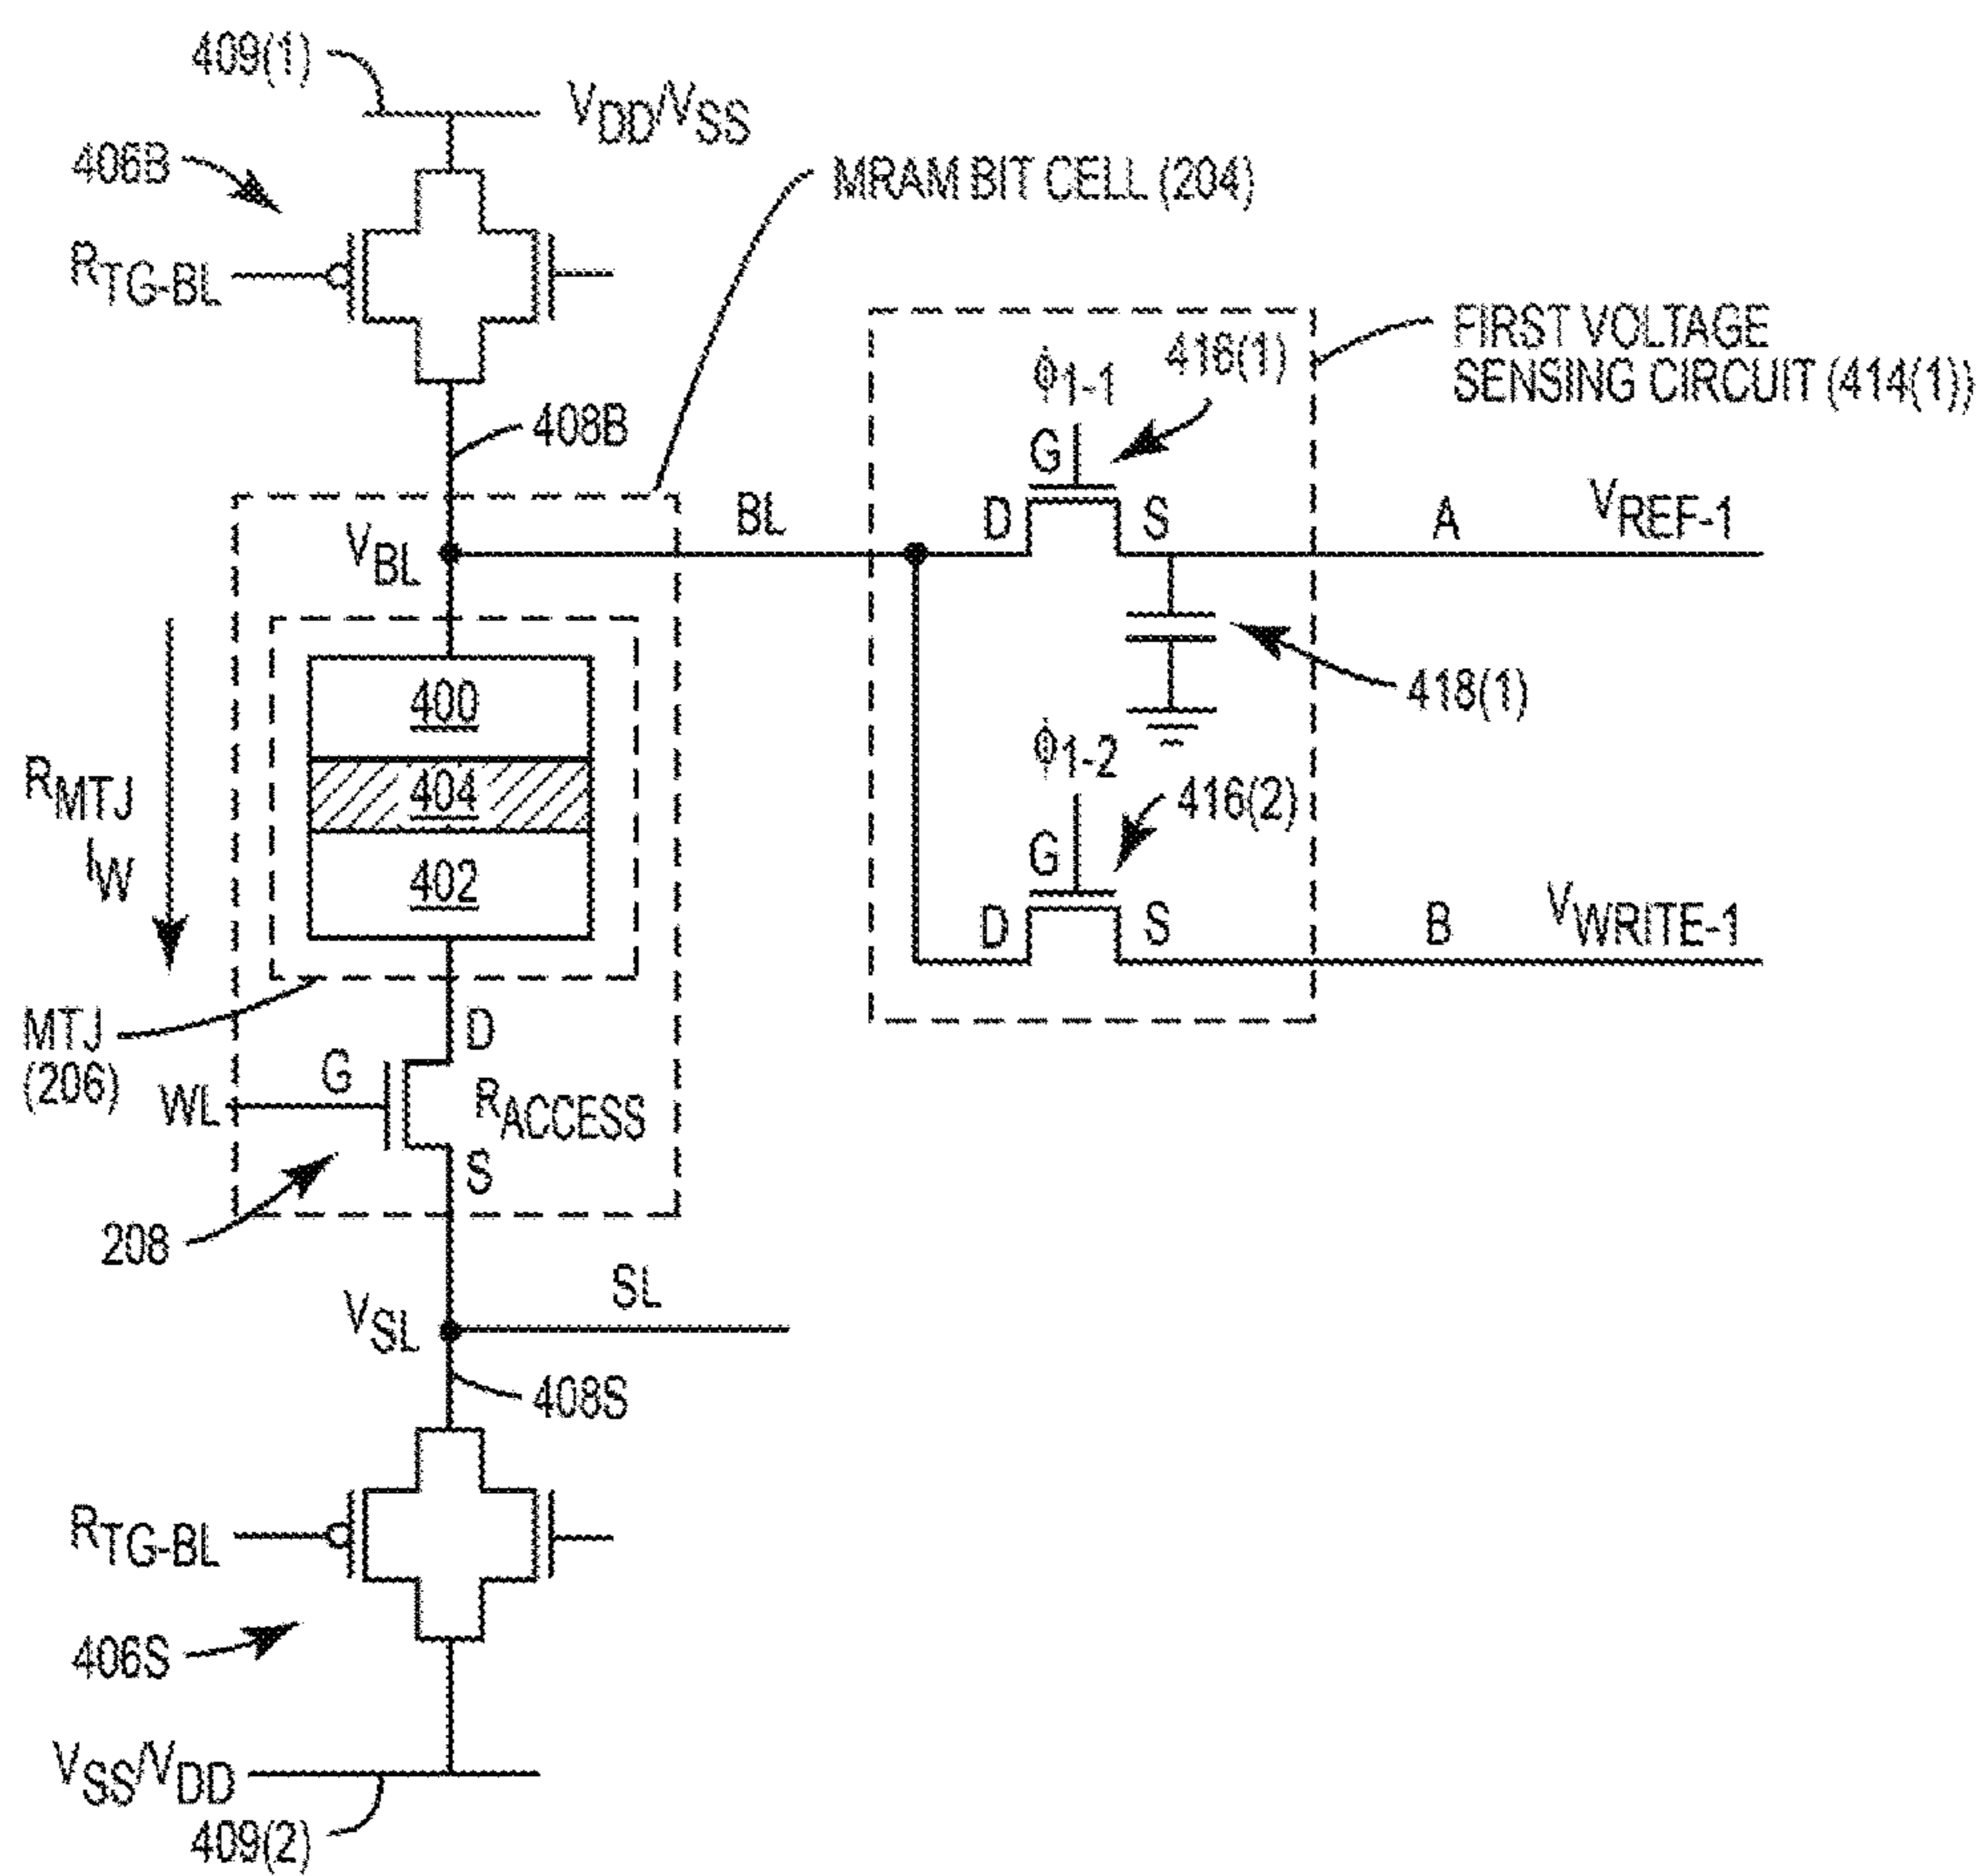 409(1)
VDD/VSS
406B
MRAM BIT CELL (204)
RTG-BL
FIRST VOLTAGE
SENSING CIRCUIT (414(1))
ϕ1-1
416(1)
408B
G
BL
D
S
A
VREF-1
VBL
400
418(1)
ϕ1-2
RMTJ
404
416(2)
IW
402
G
D
S
B
VWRITE-1
MTJ
(206)
D
G
WL
RACCESS
S
208
SL
VSL
408S
RTG-BL
406S
VSS/VDD
409(2)